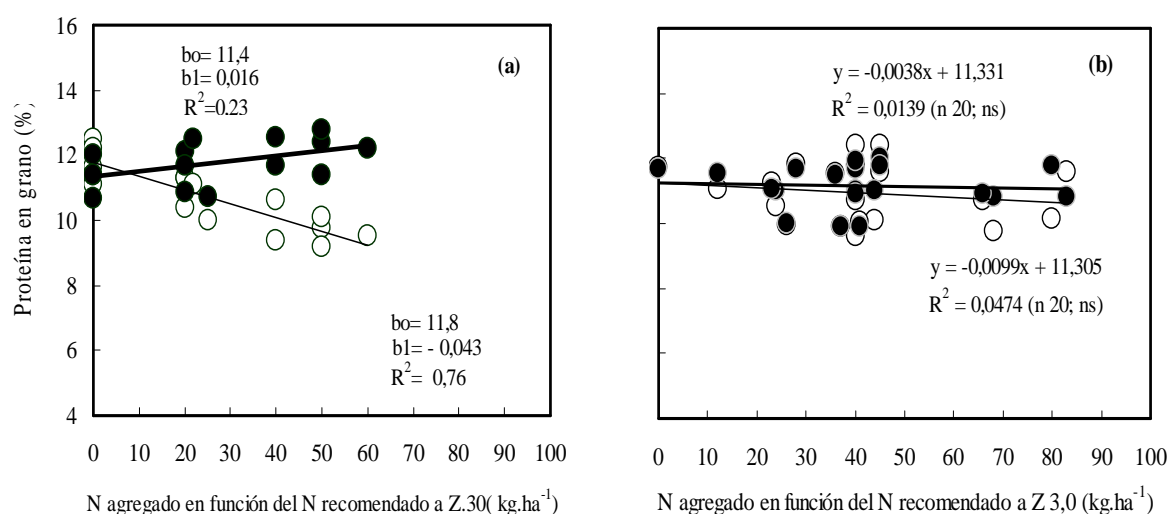 16
14
12
10
8
6
4
Proteína en grano (%)
bo= 11,4
b1= 0,016
R²=0.23
(a)
bo= 11,8
b1= - 0,043
R²= 0,76
0 10 20 30 40 50 60 70 80 90 100
N agregado en función del N recomendado a Z.30( kg.ha⁻¹)
y = -0,0038x + 11,331
R² = 0,0139 (n 20; ns)
(b)
y = -0,0099x + 11,305
R² = 0,0474 (n 20; ns)
0 10 20 30 40 50 60 70 80 90 100
N agregado en función del N recomendado a Z 3,0 (kg.ha⁻¹)